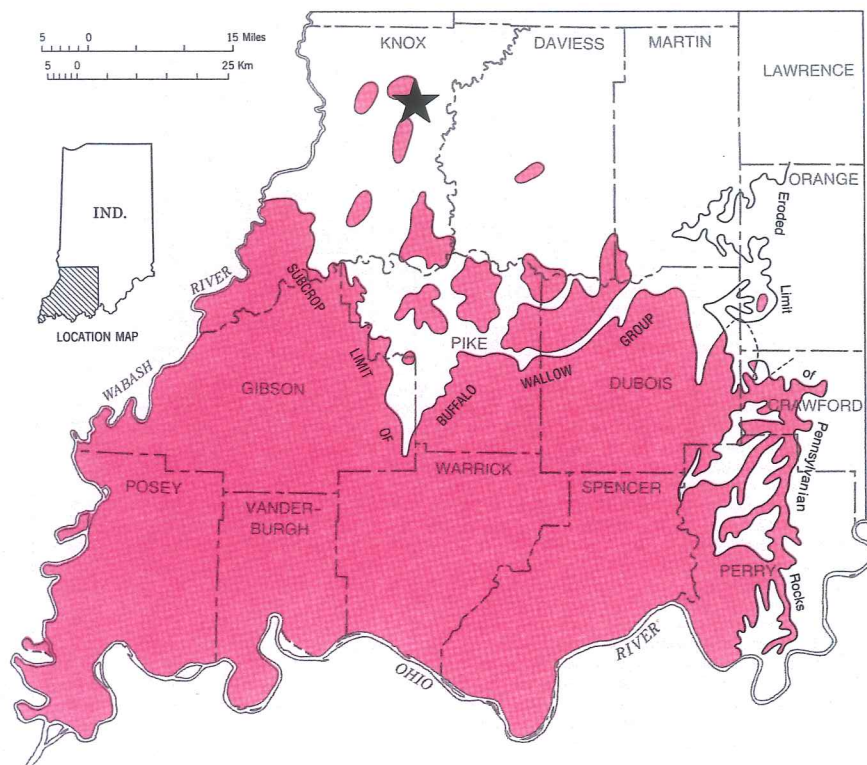 5 0 15 Miles
5 0 25 Km
KNOX
DAVIESS
MARTIN
LAWRENCE
ORANGE
IND.
LOCATION MAP
WABASH RIVER
SUBCROP LIMIT OF BUFFALO WALLOW GROUP
Eroded Limit of Pennsylvanian Rocks
PIKE
GIBSON
DUBOIS
CRAWFORD
POSEY
VANDER-
BURGH
WARRICK
SPENCER
PERRY
OHIO RIVER